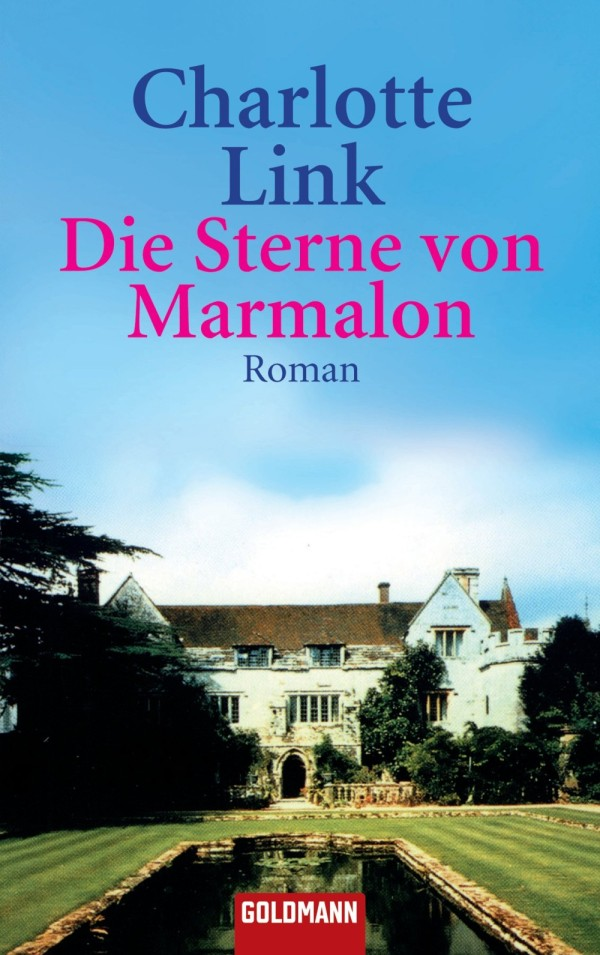 Charlotte
Link
Die Sterne von
Marmalon
Roman
GOLDMANN